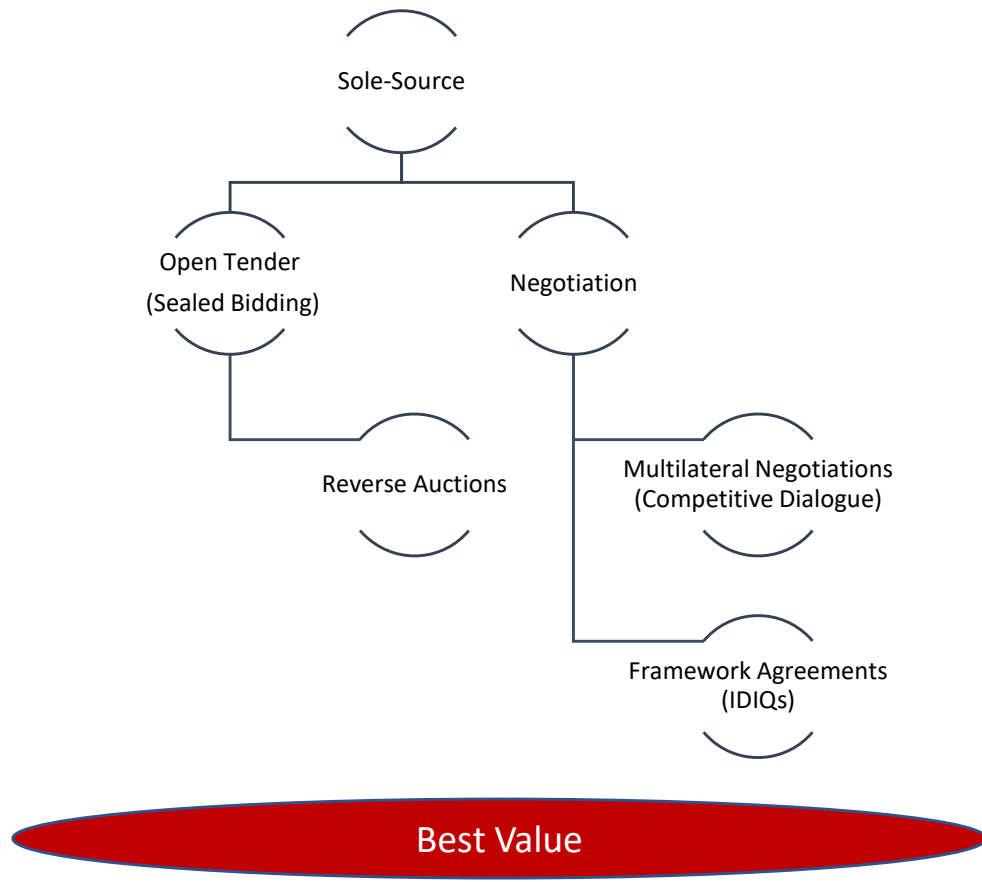 Sole-Source
Open Tender
(Sealed Bidding)
Negotiation
Reverse Auctions
Multilateral Negotiations
(Competitive Dialogue)
Framework Agreements
(IDIQs)
Best Value